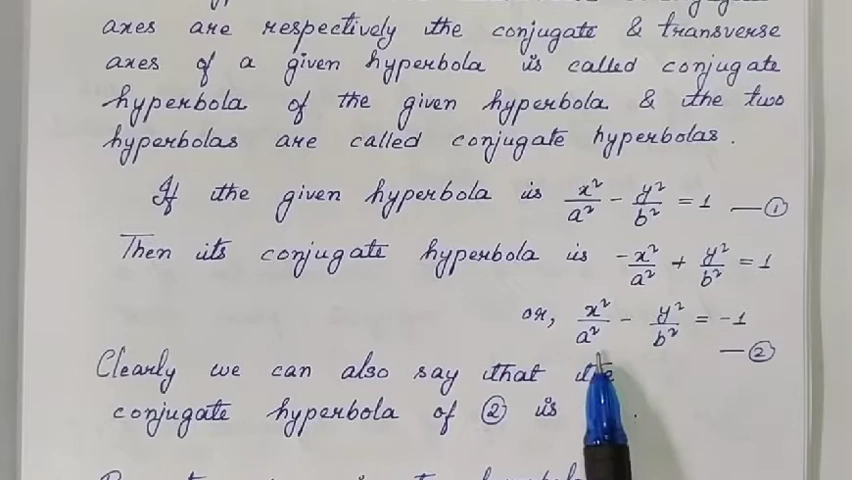 axes are respectively the conjugate & transverse
axes of a given hyperbola is called conjugate
hyperbola of the given hyperbola & the two
hyperbolas are called conjugate hyperbolas.
If the given hyperbola is x²/a² - y²/b² = 1 —①
Then its conjugate hyperbola is -x²/a² + y²/b² = 1
or, x²/a² - y²/b² = -1
—②
Clearly we can also say that the
conjugate hyperbola of ② is .